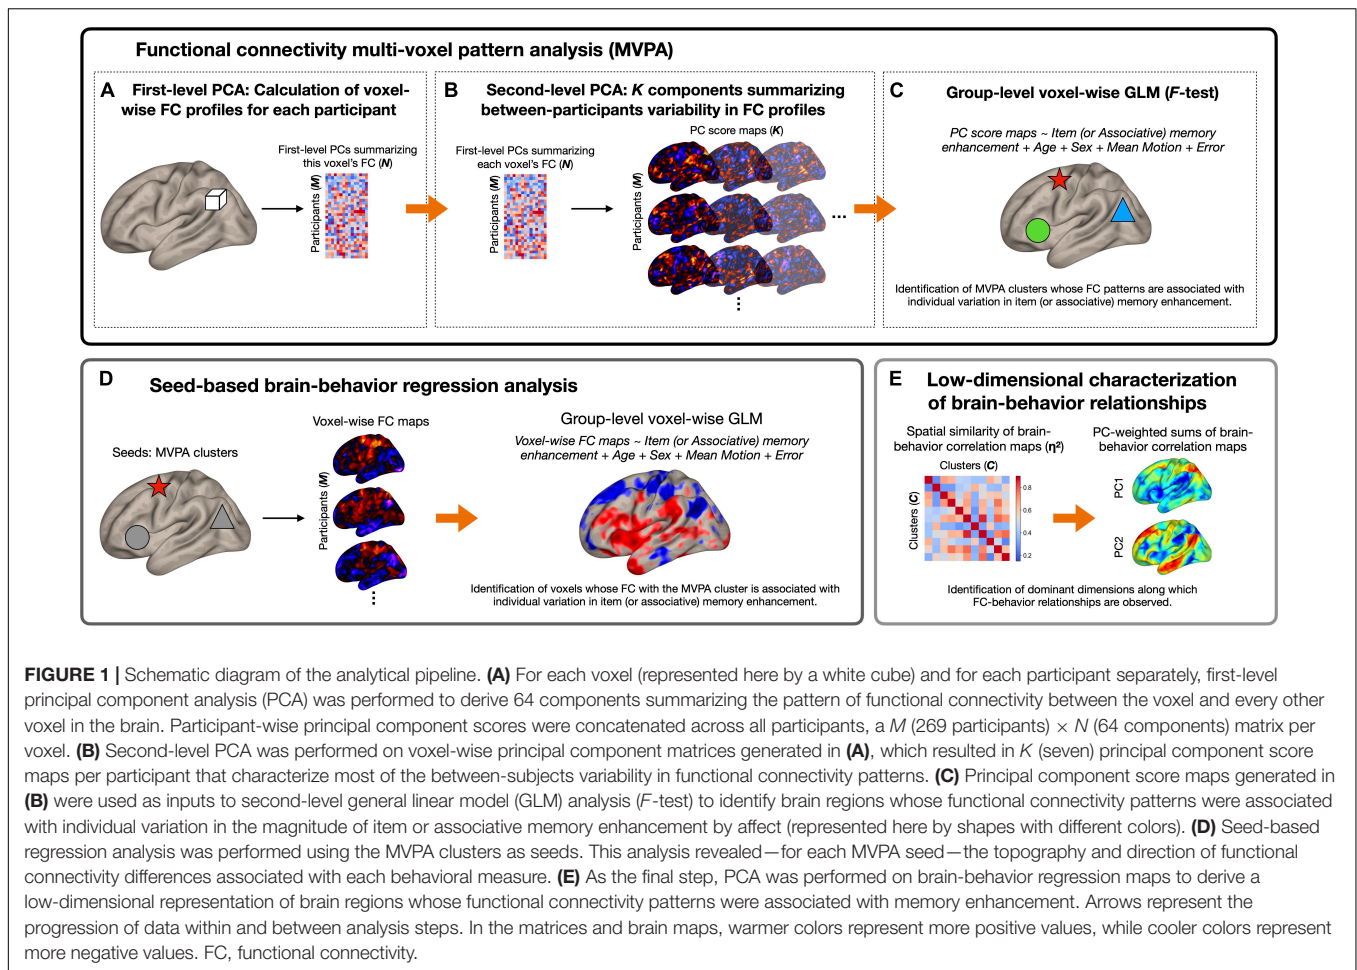 Functional connectivity multi-voxel pattern analysis (MVPA)
A
First-level PCA: Calculation of voxel-
wise FC profiles for each participant
First-level PCs summarizing
this voxel's FC (N)
Participants (M)
B
Second-level PCA: K components summarizing
between-participants variability in FC profiles
PC score maps (K)
First-level PCs summarizing
each voxel's FC (N)
Participants (M)
Participants (M)
...
...
C
Group-level voxel-wise GLM (F-test)
PC score maps ~ Item (or Associative) memory
enhancement + Age + Sex + Mean Motion + Error
Identification of MVPA clusters whose FC patterns are associated with
individual variation in item (or associative) memory enhancement.
D
Seed-based brain-behavior regression analysis
Seeds: MVPA clusters
Voxel-wise FC maps
Participants (M)
...
Group-level voxel-wise GLM
Voxel-wise FC maps ~ Item (or Associative) memory
enhancement + Age + Sex + Mean Motion + Error
Identification of voxels whose FC with the MVPA cluster is associated with
individual variation in item (or associative) memory enhancement.
E
Low-dimensional characterization
of brain-behavior relationships
Spatial similarity of brain-
behavior correlation maps (η²)
Clusters (C)
Clusters (C)
0.8
0.6
0.4
0.2
PC-weighted sums of brain-
behavior correlation maps
PC1
PC2
Identification of dominant dimensions along which
FC-behavior relationships are observed.
FIGURE 1 | Schematic diagram of the analytical pipeline. (A) For each voxel (represented here by a white cube) and for each participant separately, first-level
principal component analysis (PCA) was performed to derive 64 components summarizing the pattern of functional connectivity between the voxel and every other
voxel in the brain. Participant-wise principal component scores were concatenated across all participants, a M (269 participants) × N (64 components) matrix per
voxel. (B) Second-level PCA was performed on voxel-wise principal component matrices generated in (A), which resulted in K (seven) principal component score
maps per participant that characterize most of the between-subjects variability in functional connectivity patterns. (C) Principal component score maps generated in
(B) were used as inputs to second-level general linear model (GLM) analysis (F-test) to identify brain regions whose functional connectivity patterns were associated
with individual variation in the magnitude of item or associative memory enhancement by affect (represented here by shapes with different colors). (D) Seed-based
regression analysis was performed using the MVPA clusters as seeds. This analysis revealed—for each MVPA seed—the topography and direction of functional
connectivity differences associated with each behavioral measure. (E) As the final step, PCA was performed on brain-behavior regression maps to derive a
low-dimensional representation of brain regions whose functional connectivity patterns were associated with memory enhancement. Arrows represent the
progression of data within and between analysis steps. In the matrices and brain maps, warmer colors represent more positive values, while cooler colors represent
more negative values. FC, functional connectivity.